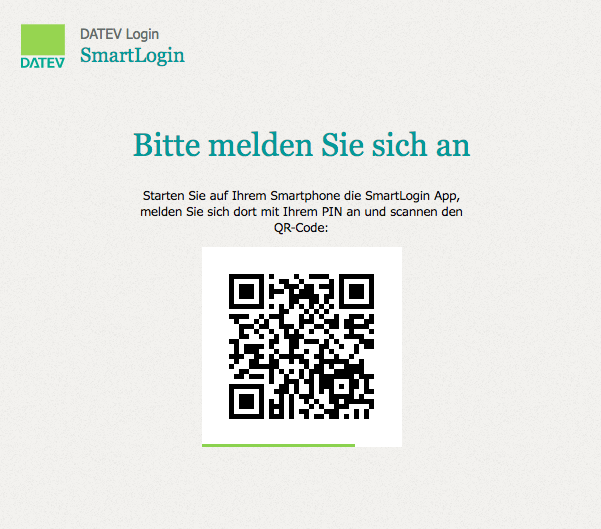 DATEV Login
SmartLogin
DATEV
Bitte melden Sie sich an
Starten Sie auf Ihrem Smartphone die SmartLogin App,
melden Sie sich dort mit Ihrem PIN an und scannen den
QR-Code: